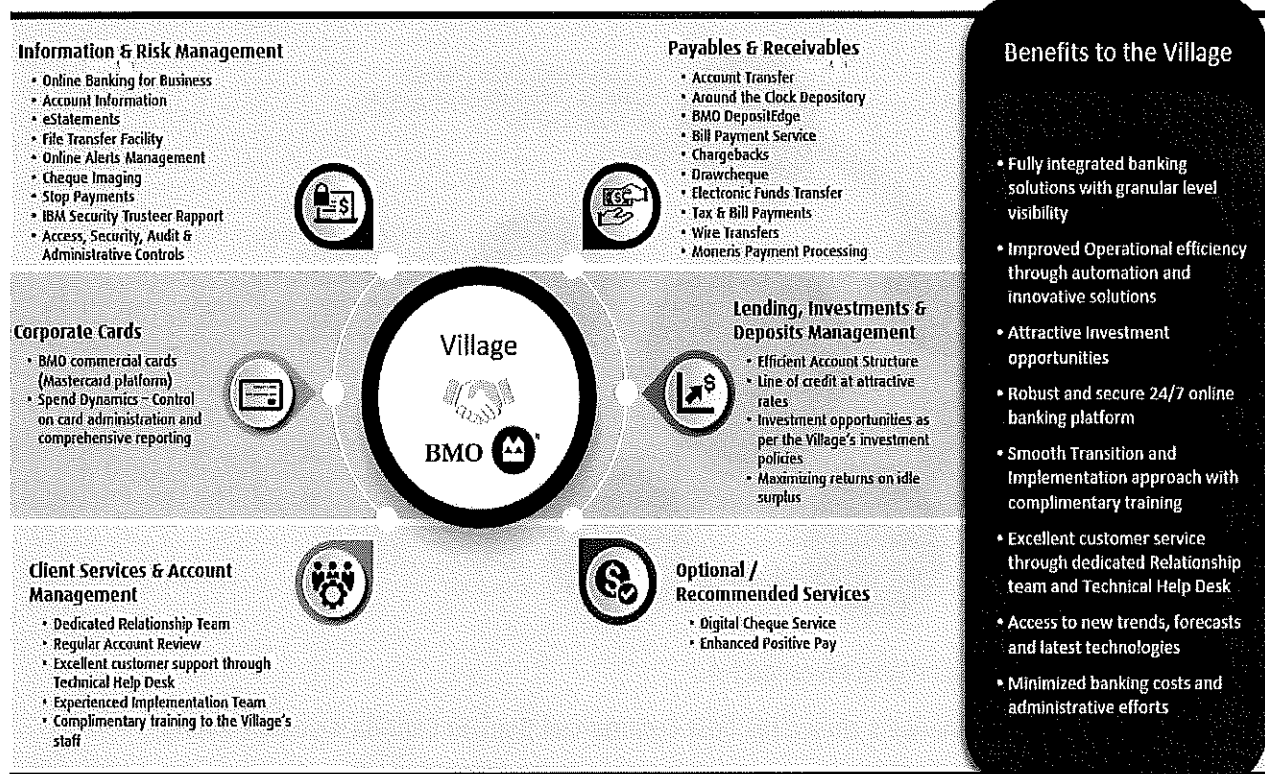 Information & Risk Management
• Online Banking for Business
• Account Information
• eStatements
• File Transfer Facility
• Online Alerts Management
• Cheque Imaging
• Stop Payments
• IBM Security Trusteer Rapport
• Access, Security, Audit &
Administrative Controls
Payables & Receivables
• Account Transfer
• Around the Clock Depository
• BMO DepositEdge
• Bill Payment Service
• Chargebacks
• Drawcheque
• Electronic Funds Transfer
• Tax & Bill Payments
• Wire Transfers
• Moneris Payment Processing
Corporate Cards
• BMO commercial cards
(Mastercard platform)
• Spend Dynamics – Control
on card administration and
comprehensive reporting
Village
BMO
Lending, Investments &
Deposits Management
• Efficient Account Structure
• Line of credit at attractive
rates
• Investment opportunities as
per the Village's investment
policies
• Maximizing returns on idle
surplus
Client Services & Account
Management
• Dedicated Relationship Team
• Regular Account Review
• Excellent customer support through
Technical Help Desk
• Experienced Implementation Team
• Complimentary training to the Village's
staff
Optional /
Recommended Services
• Digital Cheque Service
• Enhanced Positive Pay
Benefits to the Village
• Fully integrated banking
solutions with granular level
visibility
• Improved Operational efficiency
through automation and
innovative solutions
• Attractive Investment
opportunities
• Robust and secure 24/7 online
banking platform
• Smooth Transition and
Implementation approach with
complimentary training
• Excellent customer service
through dedicated Relationship
team and Technical Help Desk
• Access to new trends, forecasts
and latest technologies
• Minimized banking costs and
administrative efforts